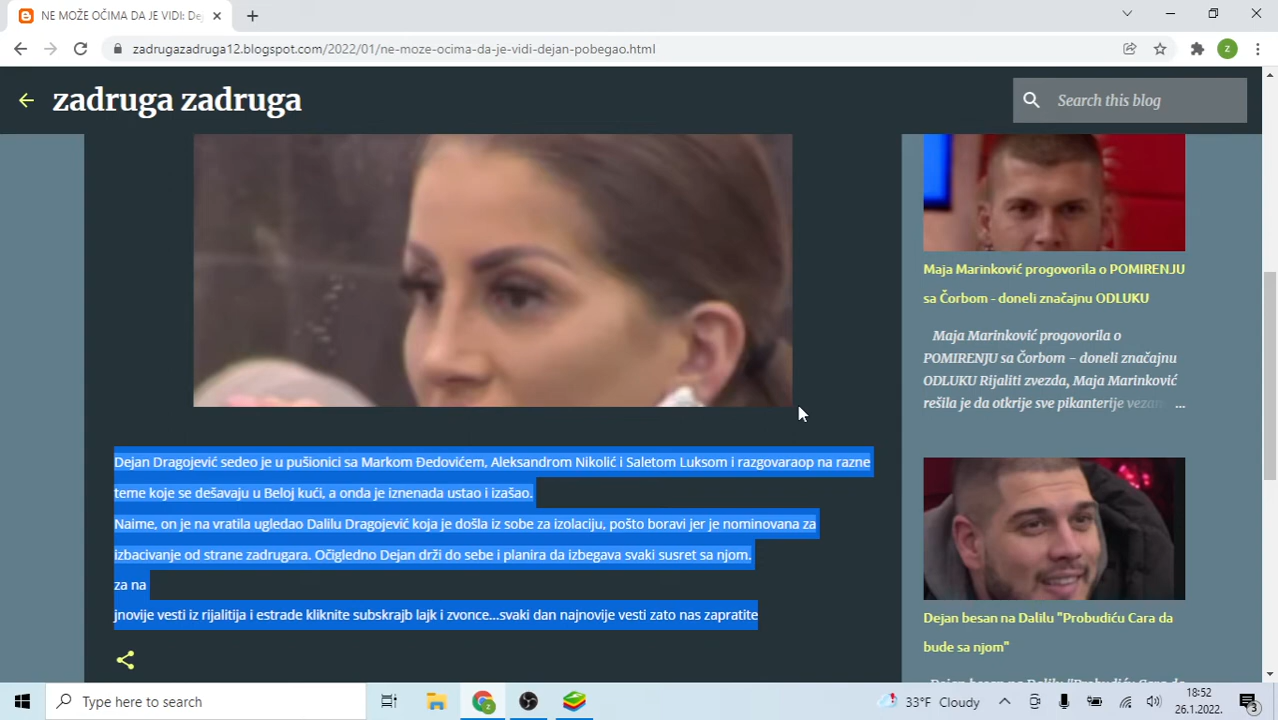 NE MOŽE OČIMA DA JE VIDI: De
zadrugazadruga12.blogspot.com/2022/01/ne-moze-ocima-da-je-vidi-dejan-pobegao.html
z
zadruga zadruga
Search this blog
Dejan Dragojević sedeo je u pušionici sa Markom Đedovićem, Aleksandrom Nikolić i Saletom Luksom i razgovaraop na razne
teme koje se dešavaju u Beloj kući, a onda je iznenada ustao i izašao.
Naime, on je na vratila ugledao Dalilu Dragojević koja je došla iz sobe za izolaciju, pošto boravi jer je nominovana za
izbacivanje od strane zadrugara. Očigledno Dejan drži do sebe i planira da izbegava svaki susret sa njom.
za na
jnovije vesti iz rijalitija i estrade kliknite subskrajb lajk i zvonce...svaki dan najnovije vesti zato nas zapratite
Maja Marinković progovorila o POMIRENJU
sa Čorbom - doneli značajnu ODLUKU
Maja Marinković progovorila o
POMIRENJU sa Čorbom – doneli značajnu
ODLUKU Rijaliti zvezda, Maja Marinković
rešila je da otkrije sve pikanterije vezan ...
Dejan besan na Dalilu "Probudiću Cara da
bude sa njom"
Type here to search
z
33°F Cloudy
18:52
26.1.2022.
3